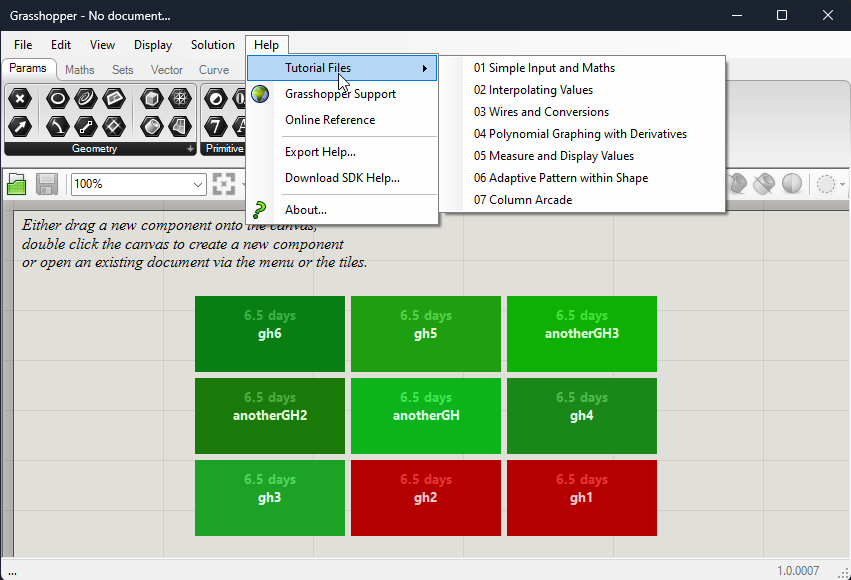 Grasshopper - No document...
File Edit View Display Solution Help
Params Maths Sets Vector Curve
Geometry
Primitive
100%
Tutorial Files
Grasshopper Support
Online Reference
Export Help...
Download SDK Help...
About...
01 Simple Input and Maths
02 Interpolating Values
03 Wires and Conversions
04 Polynomial Graphing with Derivatives
05 Measure and Display Values
06 Adaptive Pattern within Shape
07 Column Arcade
Either drag a new component onto the canvas,
double click the canvas to create a new component
or open an existing document via the menu or the tiles.
6.5 days
gh6
6.5 days
gh5
6.5 days
anotherGH3
6.5 days
anotherGH2
6.5 days
anotherGH
6.5 days
gh4
6.5 days
gh3
6.5 days
gh2
6.5 days
gh1
...
1.0.0007